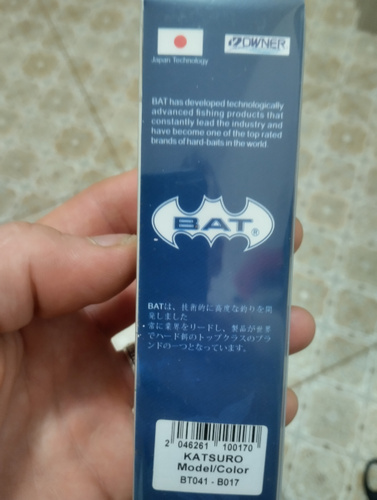 OWNER
Japan Technology
BAT has developed technologically
advanced fishing products that
constantly lead the industry and
have become one of the top rated
brands of hard-baits in the world.
BAT®
BATは、技術的に高度な釣りを開
発しました
常に業界をリードし、製品が世界
でハード餌のトップクラスのブラ
ンドの一つとなっています。
2 046261 100170
KATSURO
Model/Color
BT041 - B017